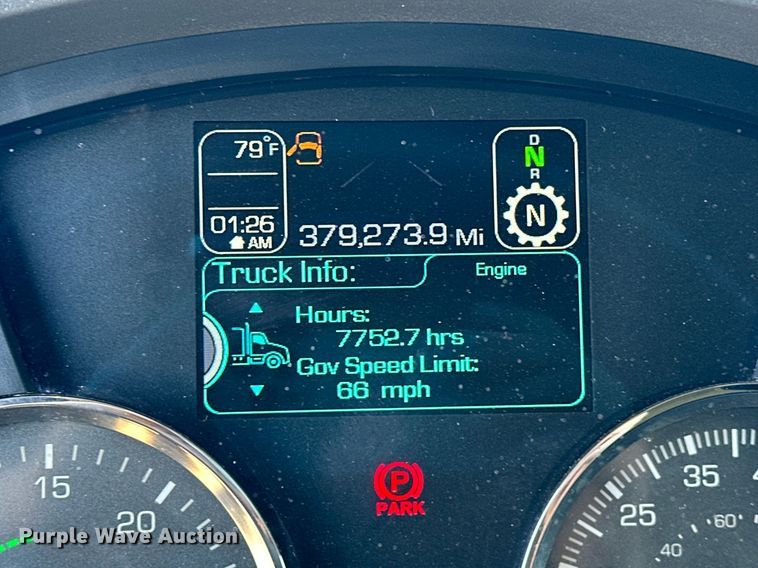 79°F
D
N
R
N
01:26
AM
379,273.9 Mi
Truck Info:
Engine
Hours:
7752.7 hrs
Gov Speed Limit:
66 mph
P
PARK
15
20
25
35
40
60
Purple Wave Auction